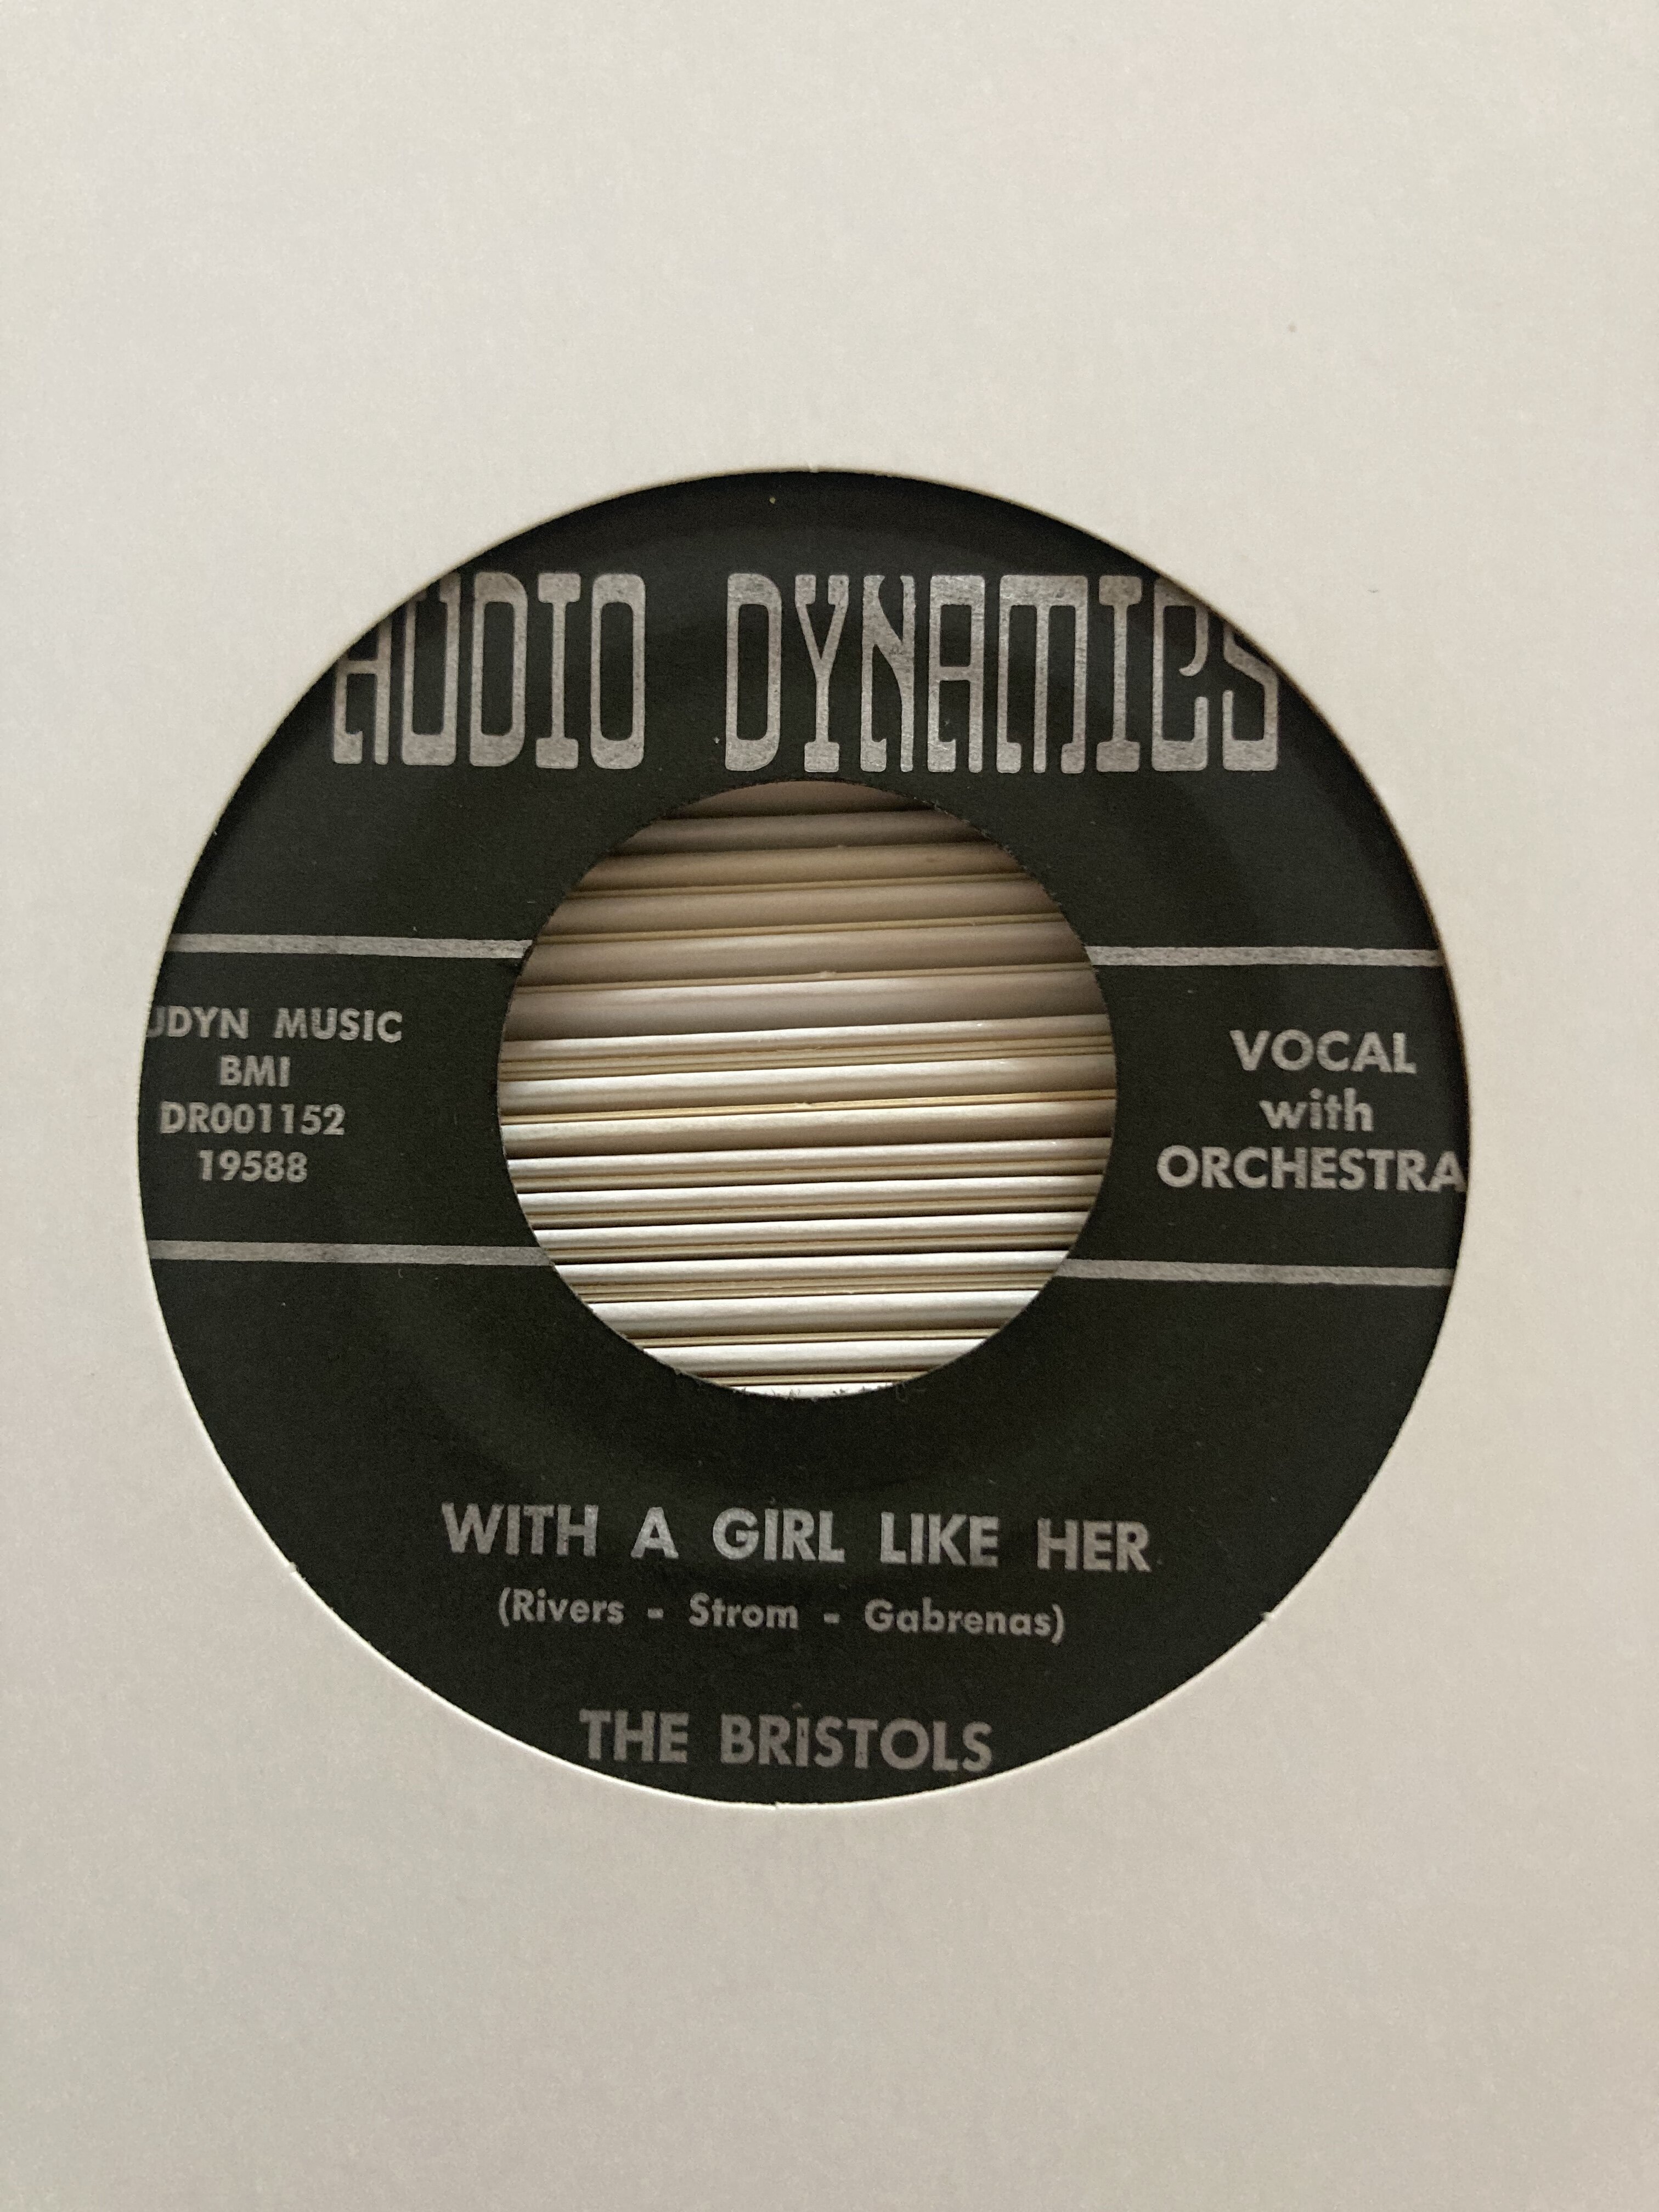 AUDIO DYNAMICS
UDYN MUSIC
BMI
DR001152
19588
VOCAL
with
ORCHESTRA
WITH A GIRL LIKE HER
(Rivers - Strom - Gabrenas)
THE BRISTOLS